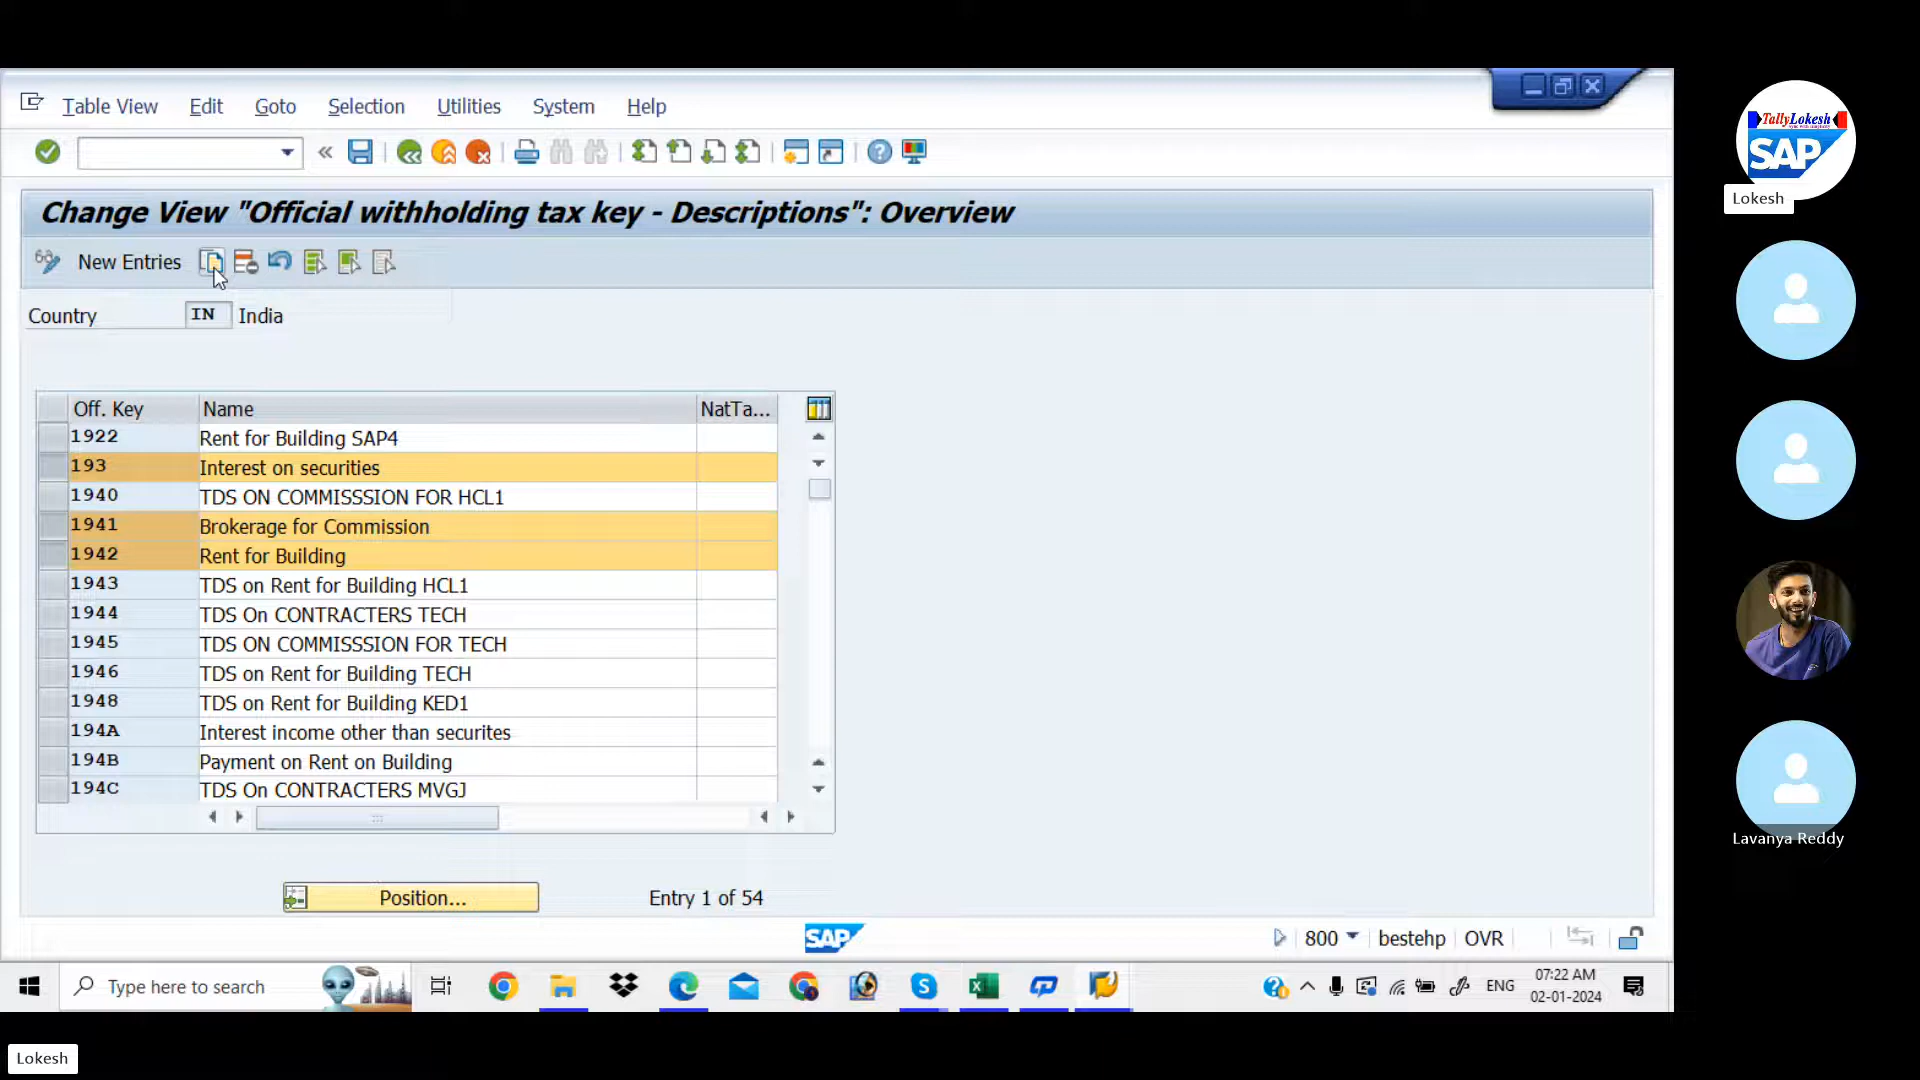 Table View Edit Goto Selection Utilities System Help
Change View "Official withholding tax key - Descriptions": Overview
New Entries
Country IN India
Off. Key Name NatTa...
1922 Rent for Building SAP4
193 Interest on securities
1940 TDS ON COMMISSSION FOR HCL1
1941 Brokerage for Commission
1942 Rent for Building
1943 TDS on Rent for Building HCL1
1944 TDS On CONTRACTERS TECH
1945 TDS ON COMMISSSION FOR TECH
1946 TDS on Rent for Building TECH
1948 TDS on Rent for Building KED1
194A Interest income other than securites
194B Payment on Rent on Building
194C TDS On CONTRACTERS MVGJ
Position... Entry 1 of 54
SAP 800 bestehp OVR
Type here to search ENG 07:22 AM
02-01-2024
TallyLokesh
SAP
Lokesh
Lavanya Reddy
Lokesh